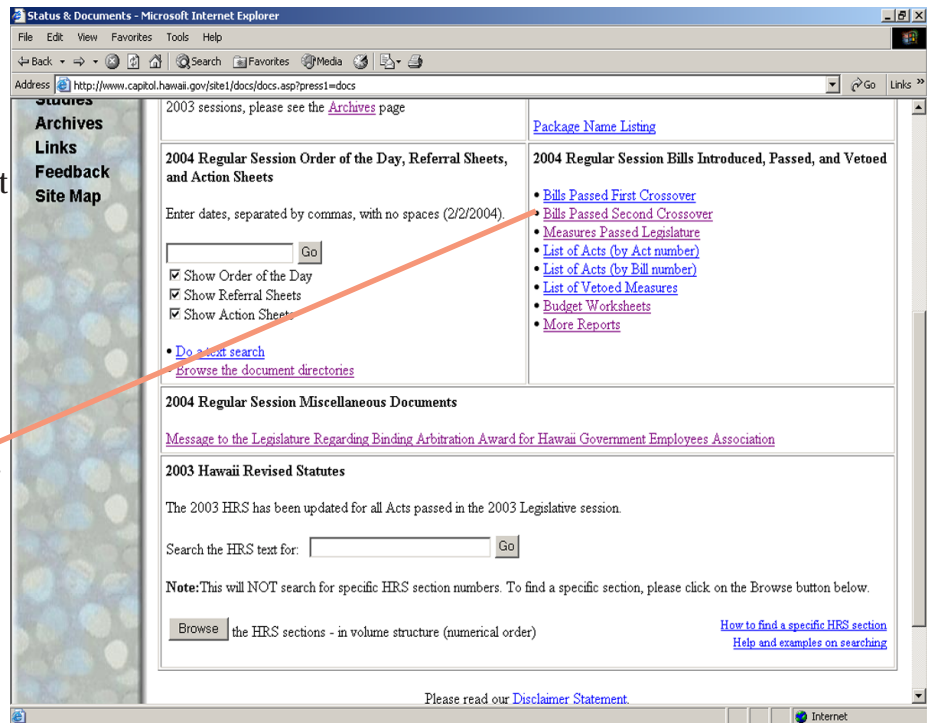 Status & Documents - Microsoft Internet Explorer
File Edit View Favorites Tools Help
Back Search Favorites Media
Address http://www.capitol.hawaii.gov/site1/docs/docs.asp?press1=docs Go Links »
Studies
Archives
Links
Feedback
Site Map
t
2003 sessions, please see the Archives page
Package Name Listing
2004 Regular Session Order of the Day, Referral Sheets,
and Action Sheets
Enter dates, separated by commas, with no spaces (2/2/2004).
Go
Show Order of the Day
Show Referral Sheets
Show Action Sheets
• Do a text search
• Browse the document directories
2004 Regular Session Bills Introduced, Passed, and Vetoed
• Bills Passed First Crossover
• Bills Passed Second Crossover
• Measures Passed Legislature
• List of Acts (by Act number)
• List of Acts (by Bill number)
• List of Vetoed Measures
• Budget Worksheets
• More Reports
2004 Regular Session Miscellaneous Documents
Message to the Legislature Regarding Binding Arbitration Award for Hawaii Government Employees Association
2003 Hawaii Revised Statutes
The 2003 HRS has been updated for all Acts passed in the 2003 Legislative session.
Search the HRS text for: Go
Note:This will NOT search for specific HRS section numbers. To find a specific section, please click on the Browse button below.
Browse the HRS sections - in volume structure (numerical order)
How to find a specific HRS section
Help and examples on searching
Please read our Disclaimer Statement.
Internet